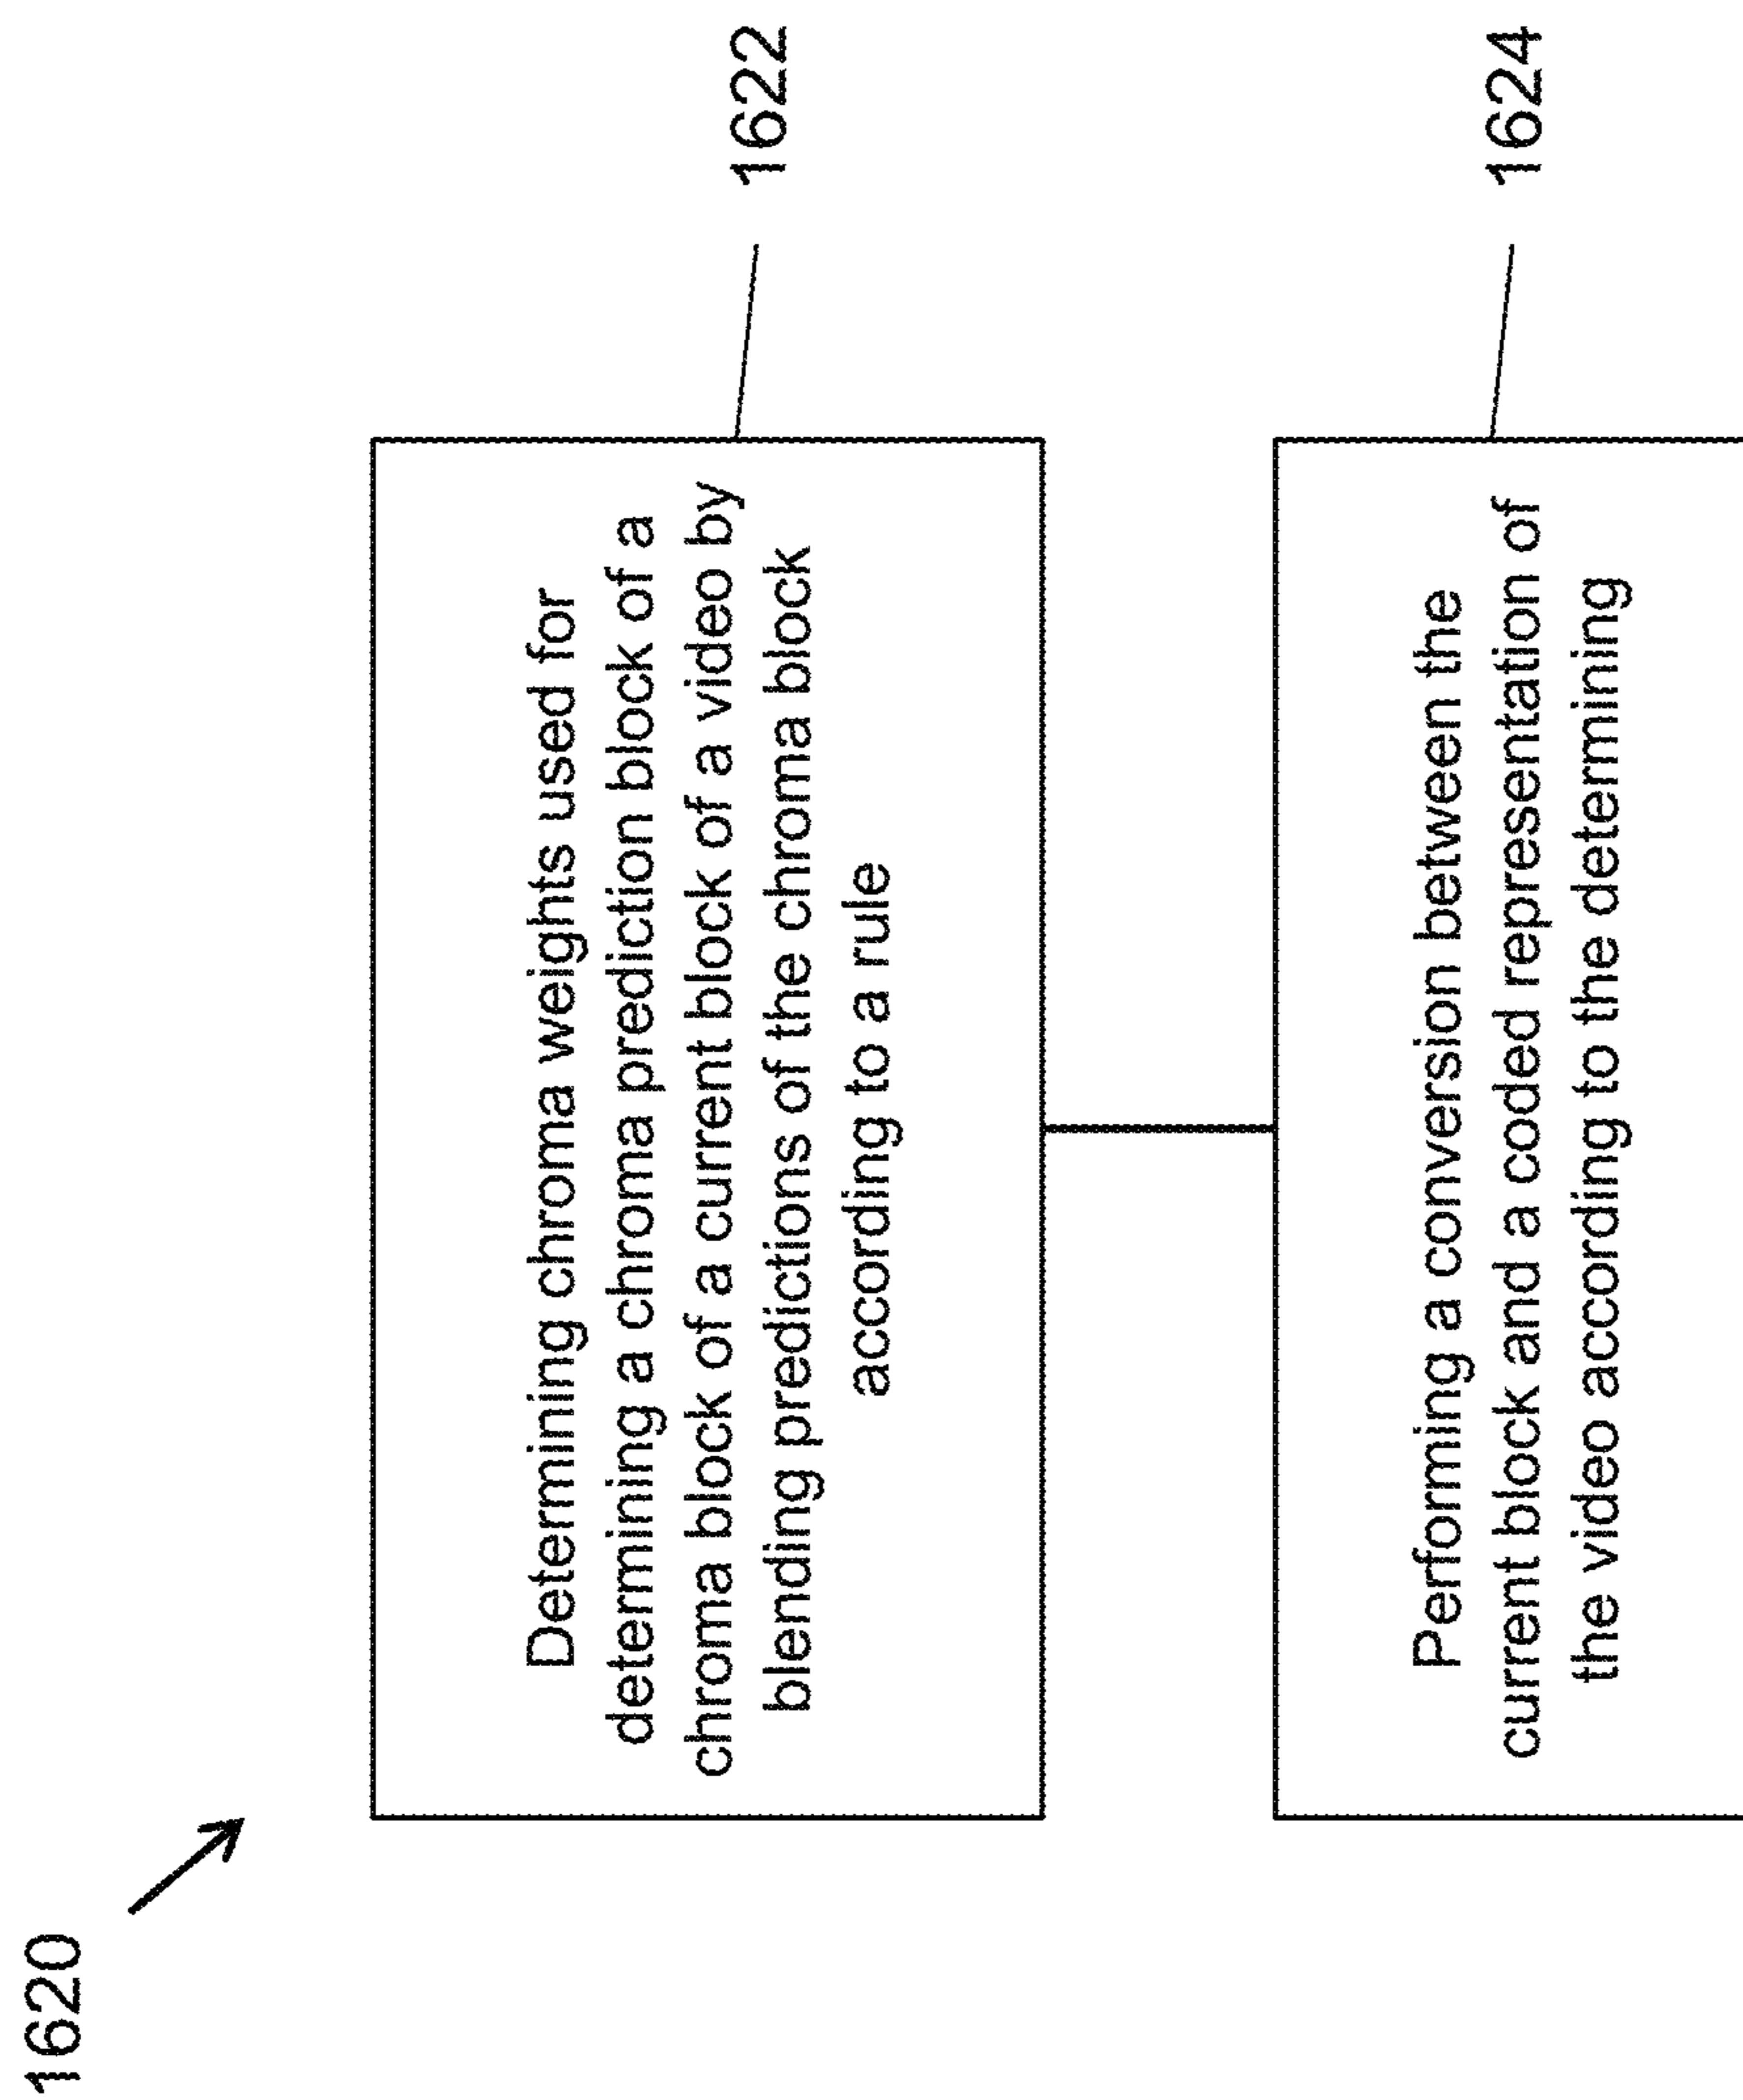 1620
Determining chroma weights used for
determining a chroma prediction block of a
chroma block of a current block of a video by
blending predictions of the chroma block
according to a rule
1622
Performing a conversion between the
current block and a coded representation of
the video according to the determining
1624